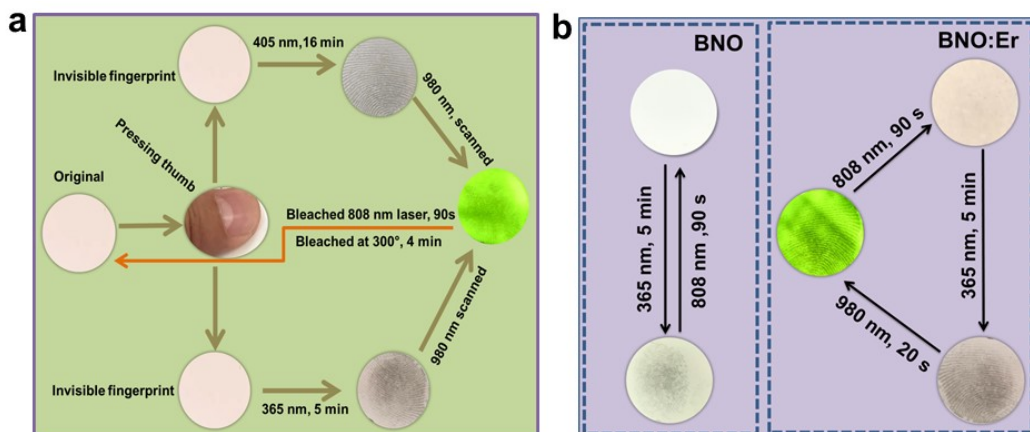 a
405 nm,16 min
Invisible fingerprint
980 nm, scanned
Pressing thumb
Original
Bleached 808 nm laser, 90s
Bleached at 300°, 4 min
980 nm scanned
Invisible fingerprint
365 nm, 5 min
b
BNO
365 nm, 5 min
808 nm ,90 s
BNO:Er
808 nm, 90 s
365 nm, 5 min
980 nm, 20 s